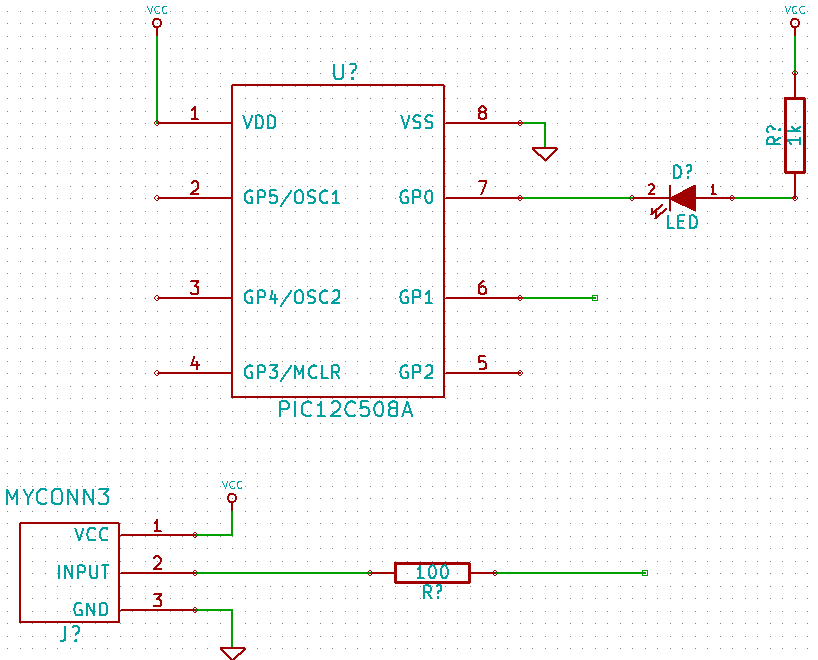 VCC
VCC
U?
1 VDD VSS 8
R? 1k
2 GP5/OSC1 GP0 7
D?
2 1
LED
3 GP4/OSC2 GP1 6
4 GP3/MCLR GP2 5
PIC12C508A
VCC
MYCONN3
VCC 1
INPUT 2
100
R?
GND 3
J?